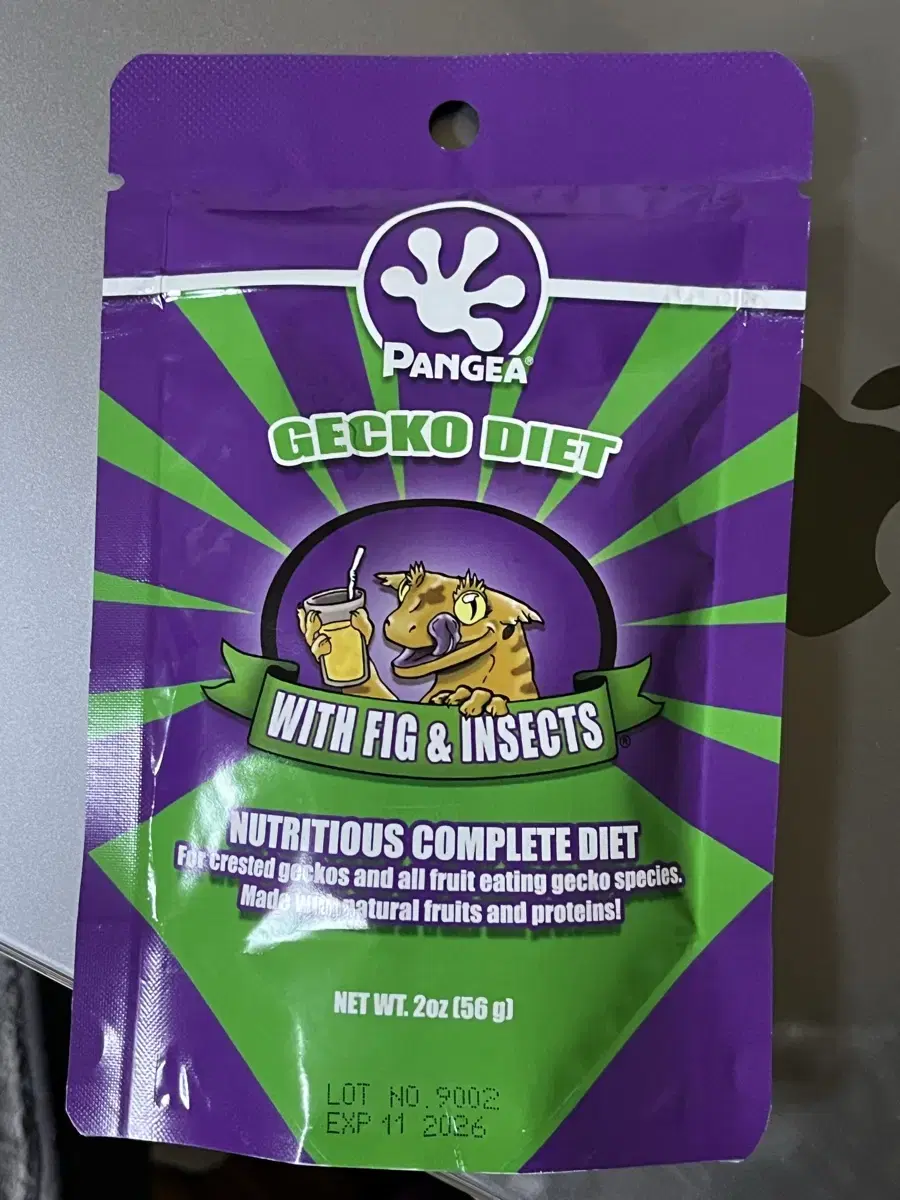 PANGEA®
GECKO DIET
WITH FIG & INSECTS®
NUTRITIOUS COMPLETE DIET
For crested geckos and all fruit eating gecko species.
Made with natural fruits and proteins!
NET WT. 2oz (56 g)
LOT NO.9002
EXP 11 2026